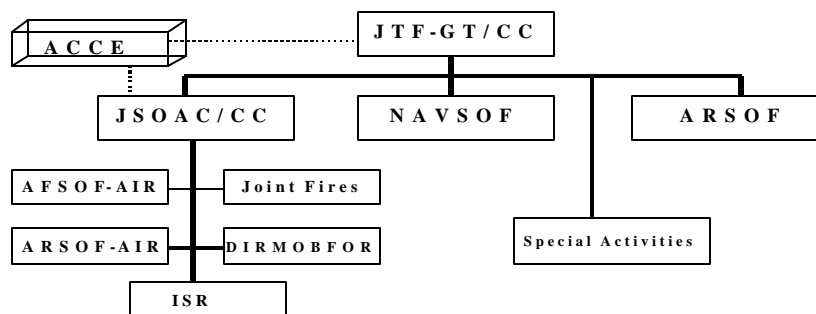 ACCE
JTF-GT/CC
JSOAC/CC
NAVSOF
ARSOF
AFSOF-AIR
Joint Fires
ARSOF-AIR
DIRMOBFOR
Special Activities
ISR